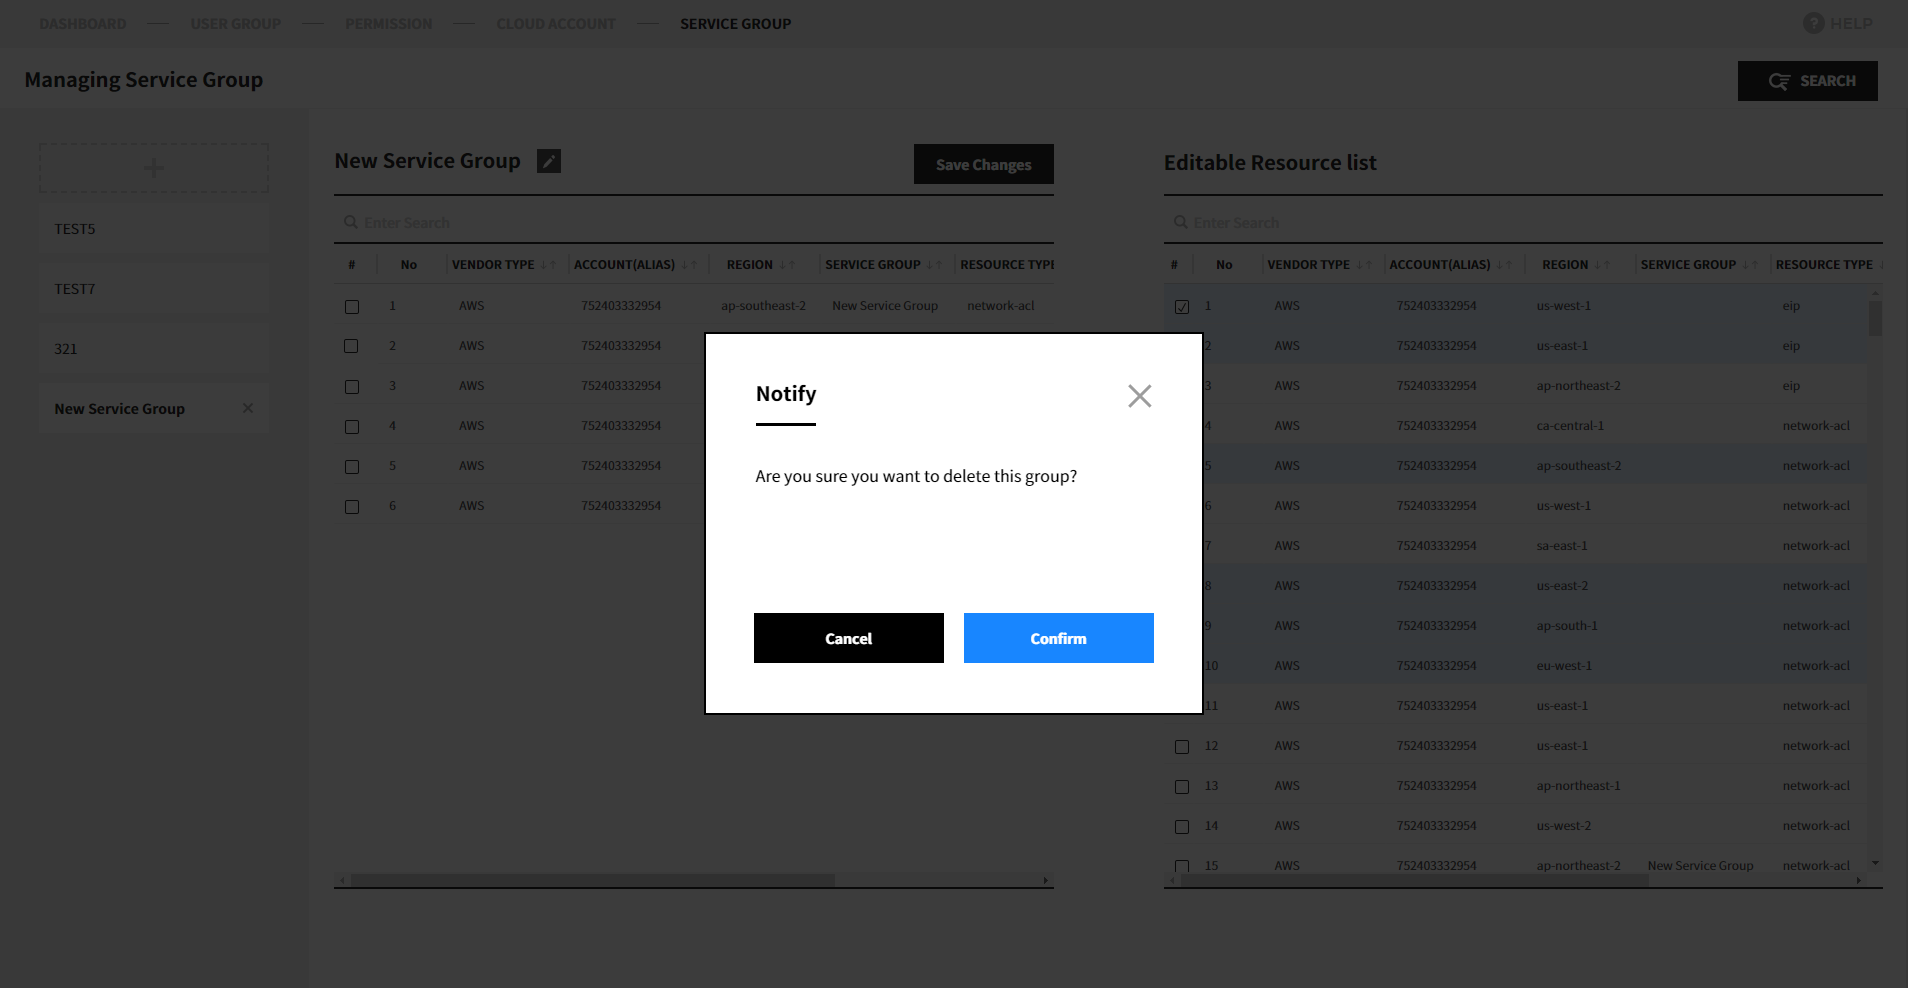 DASHBOARD USER GROUP PERMISSION CLOUD ACCOUNT SERVICE GROUP ? HELP
Managing Service Group SEARCH
TEST5
TEST7
321
New Service Group
New Service Group Save Changes
Enter Search
# No VENDOR TYPE ACCOUNT(ALIAS) REGION SERVICE GROUP RESOURCE TYPE
1 AWS 752403332954 ap-southeast-2 New Service Group network-acl
2 AWS 752403332954
3 AWS 752403332954
4 AWS 752403332954
5 AWS 752403332954
6 AWS 752403332954
Editable Resource list
Enter Search
# No VENDOR TYPE ACCOUNT(ALIAS) REGION SERVICE GROUP RESOURCE TYPE
1 AWS 752403332954 us-west-1 eip
2 AWS 752403332954 us-east-1 eip
3 AWS 752403332954 ap-northeast-2 eip
4 AWS 752403332954 ca-central-1 network-acl
5 AWS 752403332954 ap-southeast-2 network-acl
6 AWS 752403332954 us-west-1 network-acl
7 AWS 752403332954 sa-east-1 network-acl
8 AWS 752403332954 us-east-2 network-acl
9 AWS 752403332954 ap-south-1 network-acl
10 AWS 752403332954 eu-west-1 network-acl
11 AWS 752403332954 us-east-1 network-acl
12 AWS 752403332954 us-east-1 network-acl
13 AWS 752403332954 ap-northeast-1 network-acl
14 AWS 752403332954 us-west-2 network-acl
15 AWS 752403332954 ap-northeast-2 New Service Group network-acl
Notify
Are you sure you want to delete this group?
Cancel Confirm